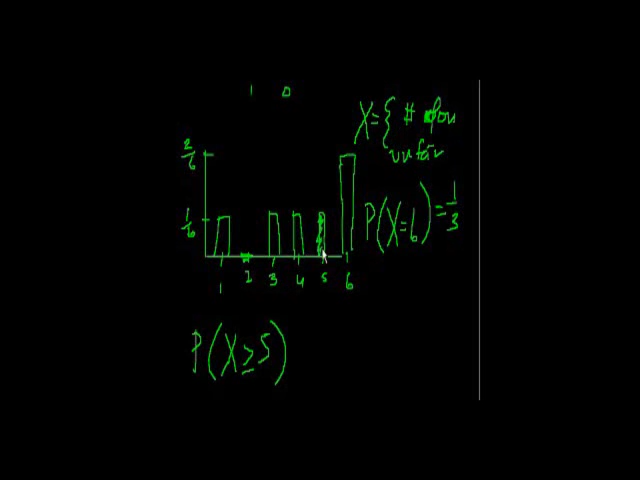 1 0
X = { #
2/6
1/6
P(X=6) = 1/3
1 2 3 4 5 6
P(X ≥ 5)